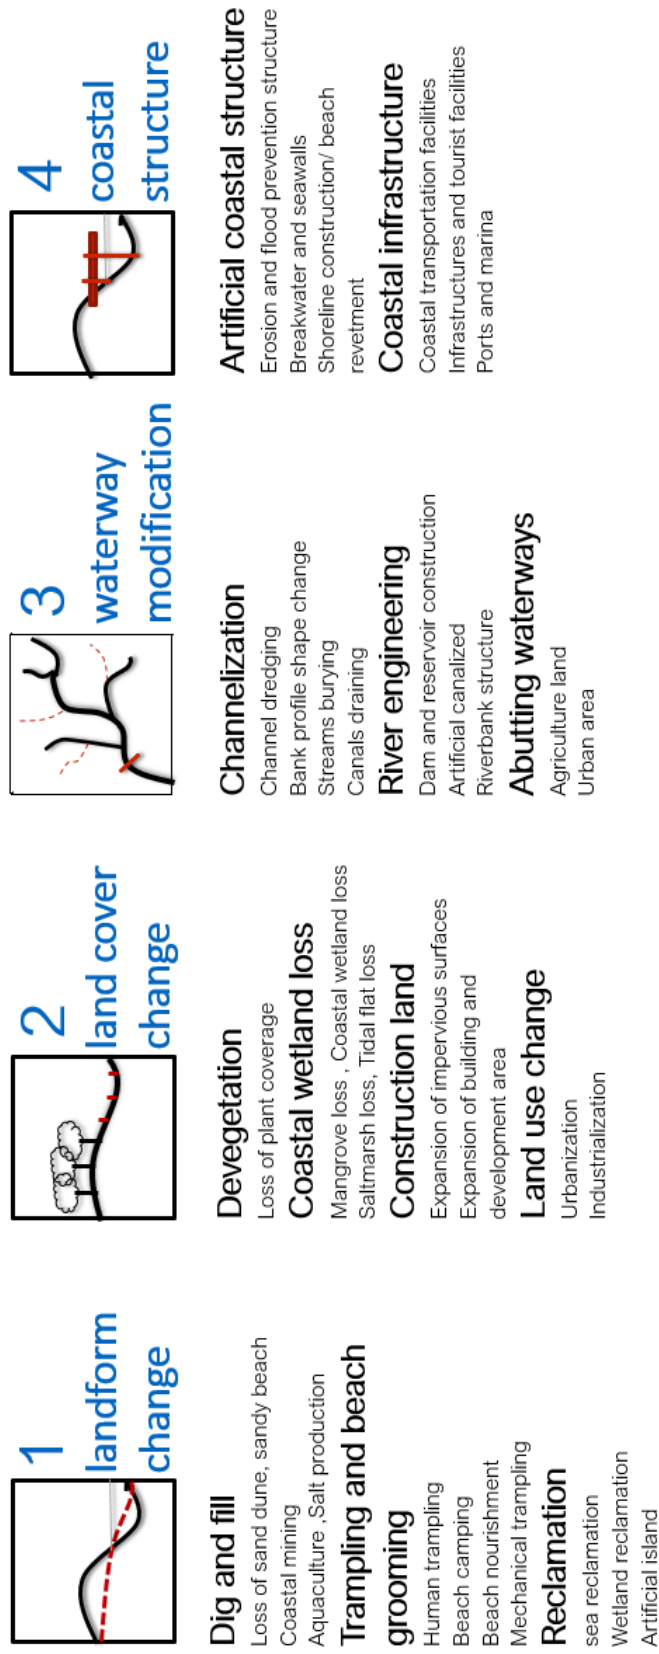 1
landform
change
Dig and fill
Loss of sand dune, sandy beach
Coastal mining
Aquaculture ,Salt production
Trampling and beach
grooming
Human trampling
Beach camping
Beach nourishment
Mechanical trampling
Reclamation
sea reclamation
Wetland reclamation
Artificial island
2
land cover
change
Devegetation
Loss of plant coverage
Coastal wetland loss
Mangrove loss , Coastal wetland loss
Saltmarsh loss, Tidal flat loss
Construction land
Expansion of impervious surfaces
Expansion of building and
development area
Land use change
Urbanization
Industrialization
3
waterway
modification
Channelization
Channel dredging
Bank profile shape change
Streams burying
Canals draining
River engineering
Dam and reservoir construction
Artificial canalized
Riverbank structure
Abutting waterways
Agriculture land
Urban area
4
coastal
structure
Artificial coastal structure
Erosion and flood prevention structure
Breakwater and seawalls
Shoreline construction/ beach
revetment
Coastal infrastructure
Coastal transportation facilities
Infrastructures and tourist facilities
Ports and marina